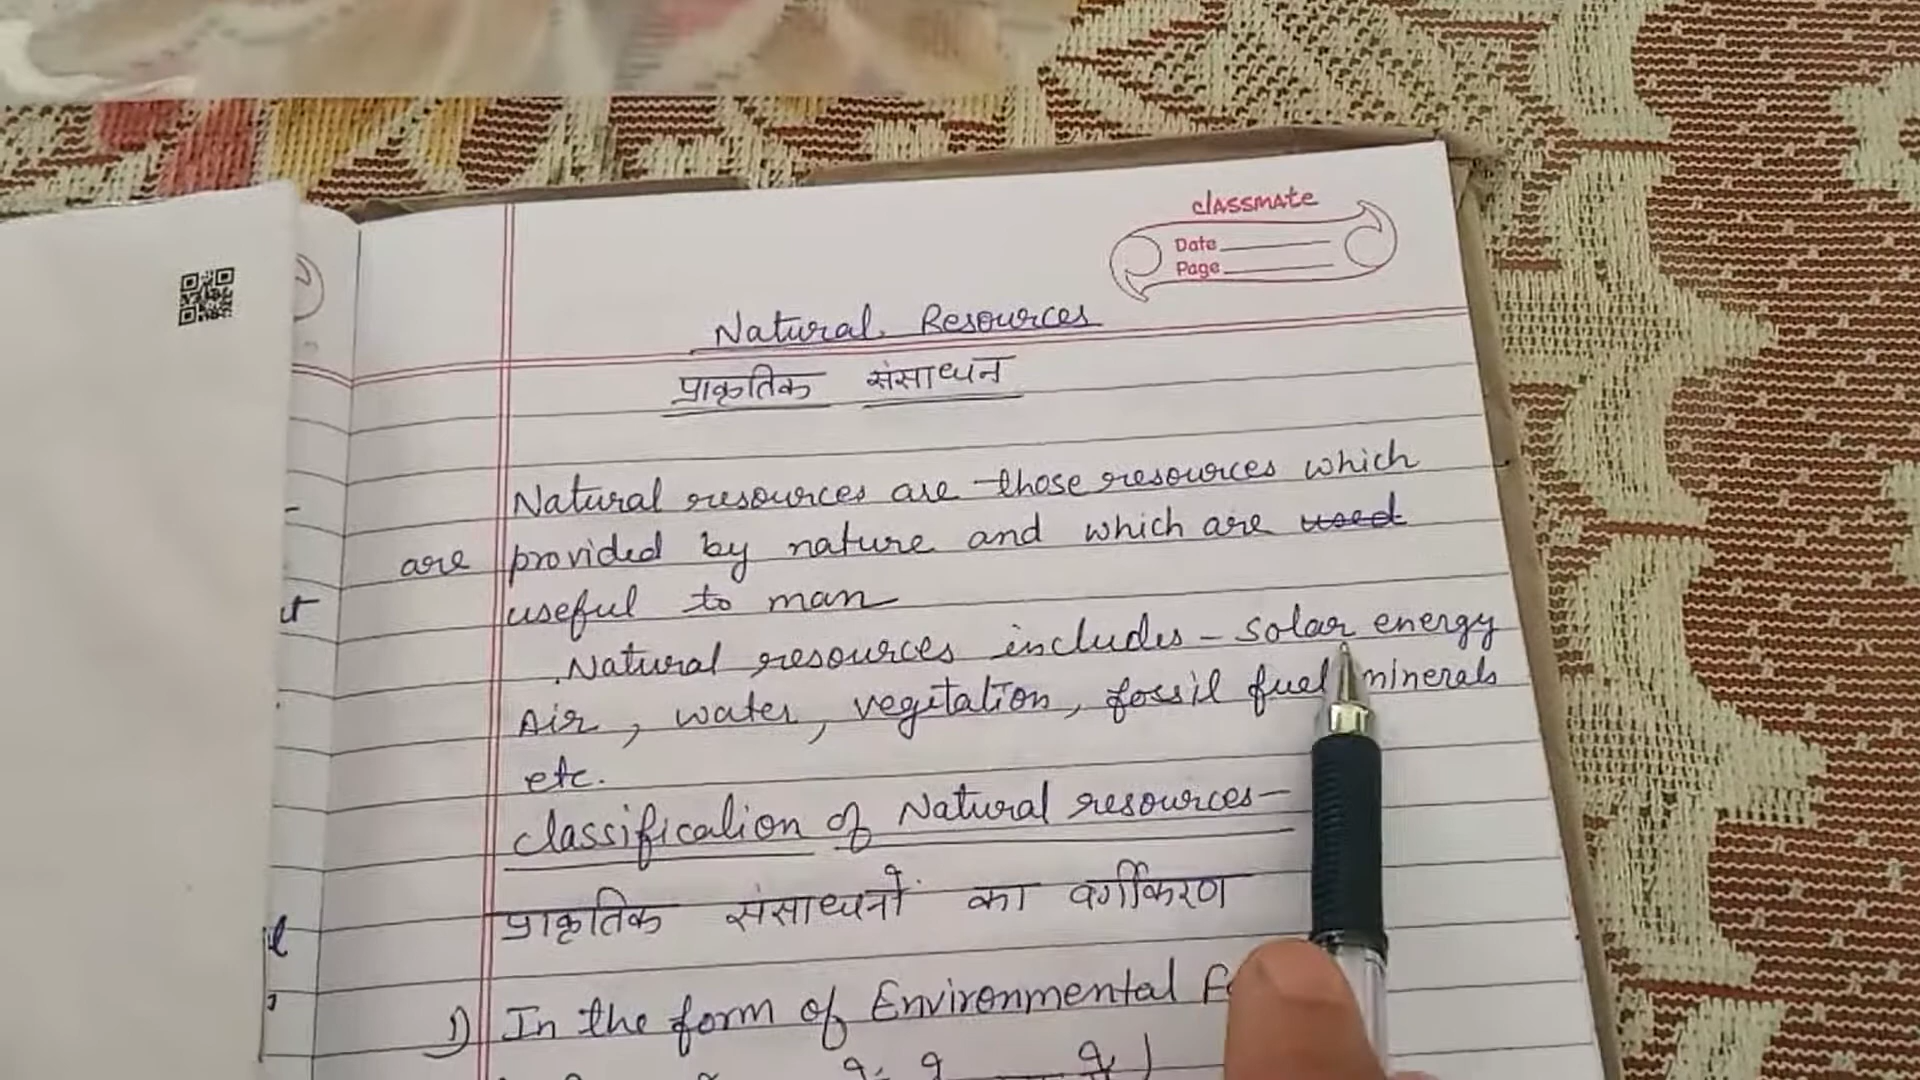 classmate
Date
Page
Natural Resources
प्राकृतिक संसाधन
Natural resources are those resources which
are provided by nature and which are used
useful to man
Natural resources includes - Solar energy
Air, water, vegetation, fossil fuel minerals
etc.
classification of Natural resources-
प्राकृतिक संसाधनों का वर्गीकरण
1) In the form of Environmental